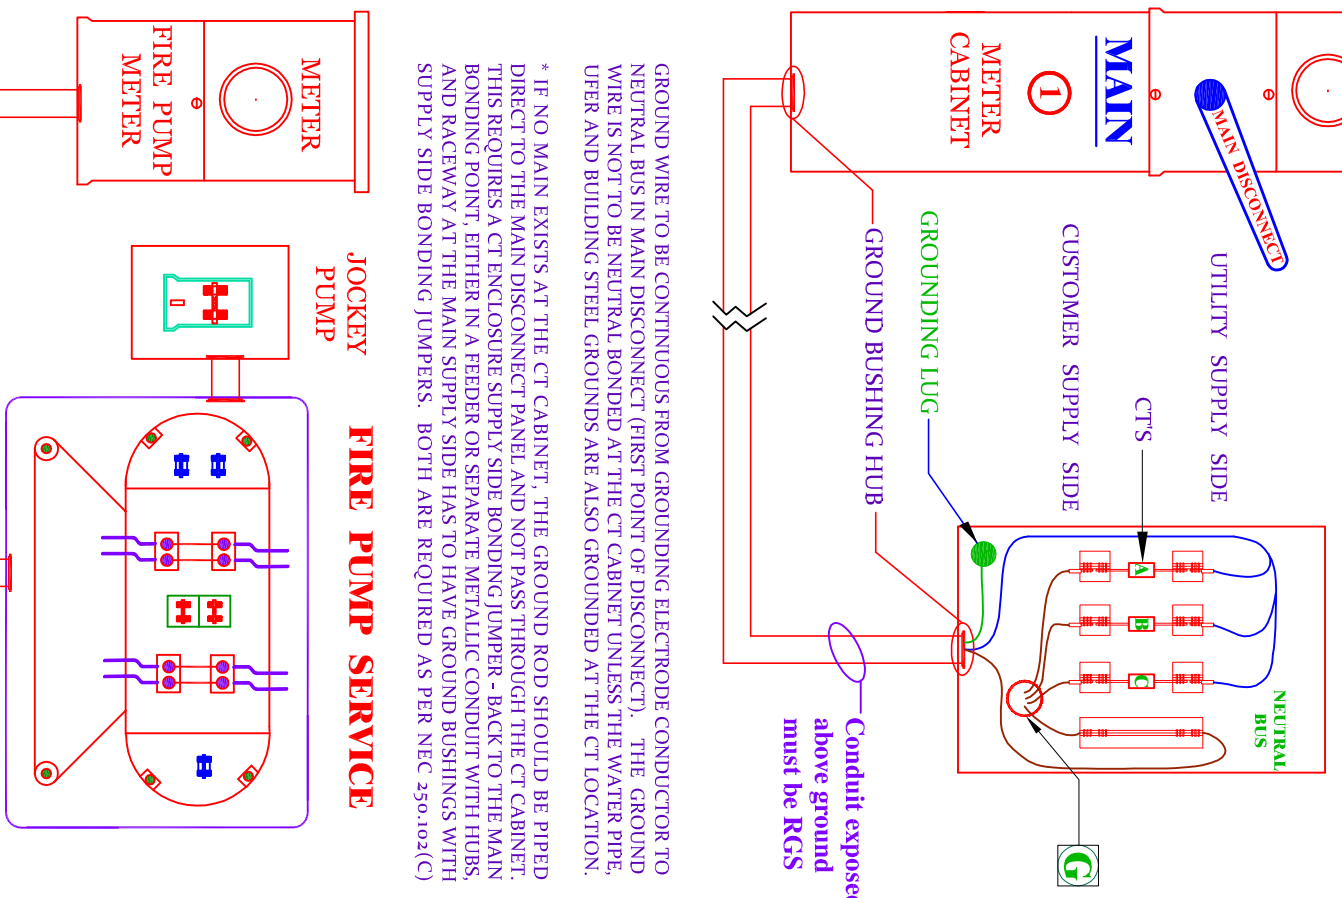 MAIN
1
METER
CABINET
MAIN DISCONNECT
UTILITY SUPPLY SIDE
CUSTOMER SUPPLY SIDE
CT'S
GROUNDING LUG
GROUND BUSHING HUB
A
B
C
NEUTRAL
BUS
G
Conduit expose
above ground
must be RGS
GROUND WIRE TO BE CONTINUOUS FROM GROUNDING ELECTRODE CONDUCTOR TO
NEUTRAL BUS IN MAIN DISCONNECT (FIRST POINT OF DISCONNECT). THE GROUND
WIRE IS NOT TO BE NEUTRAL BONDED AT THE CT CABINET UNLESS THE WATER PIPE,
UFER AND BUILDING STEEL GROUNDS ARE ALSO GROUNDED AT THE CT LOCATION.
* IF NO MAIN EXISTS AT THE CT CABINET, THE GROUND ROD SHOULD BE PIPED
DIRECT TO THE MAIN DISCONNECT PANEL AND NOT PASS THROUGH THE CT CABINET.
THIS REQUIRES A CT ENCLOSURE SUPPLY SIDE BONDING JUMPER - BACK TO THE MAIN
BONDING POINT, EITHER IN A FEEDER OR SEPARATE METALLIC CONDUIT WITH HUBS,
AND RACEWAY AT THE MAIN SUPPLY SIDE HAS TO HAVE GROUND BUSHINGS WITH
SUPPLY SIDE BONDING JUMPERS. BOTH ARE REQUIRED AS PER NEC 250.102(C)
METER
FIRE PUMP
METER
JOCKEY
PUMP
FIRE PUMP SERVICE